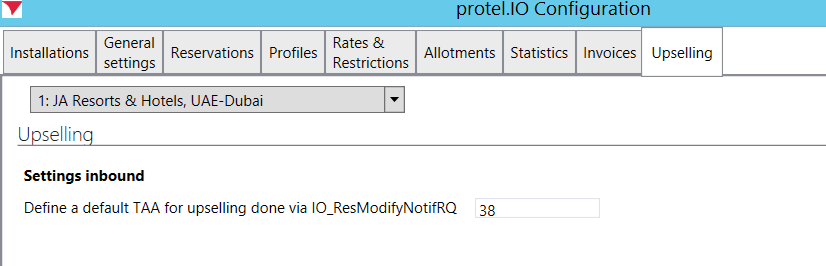 protel.IO Configuration
Installations
General
settings
Reservations
Profiles
Rates &
Restrictions
Allotments
Statistics
Invoices
Upselling
1: JA Resorts & Hotels, UAE-Dubai
Upselling
Settings inbound
Define a default TAA for upselling done via IO_ResModifyNotifRQ 38